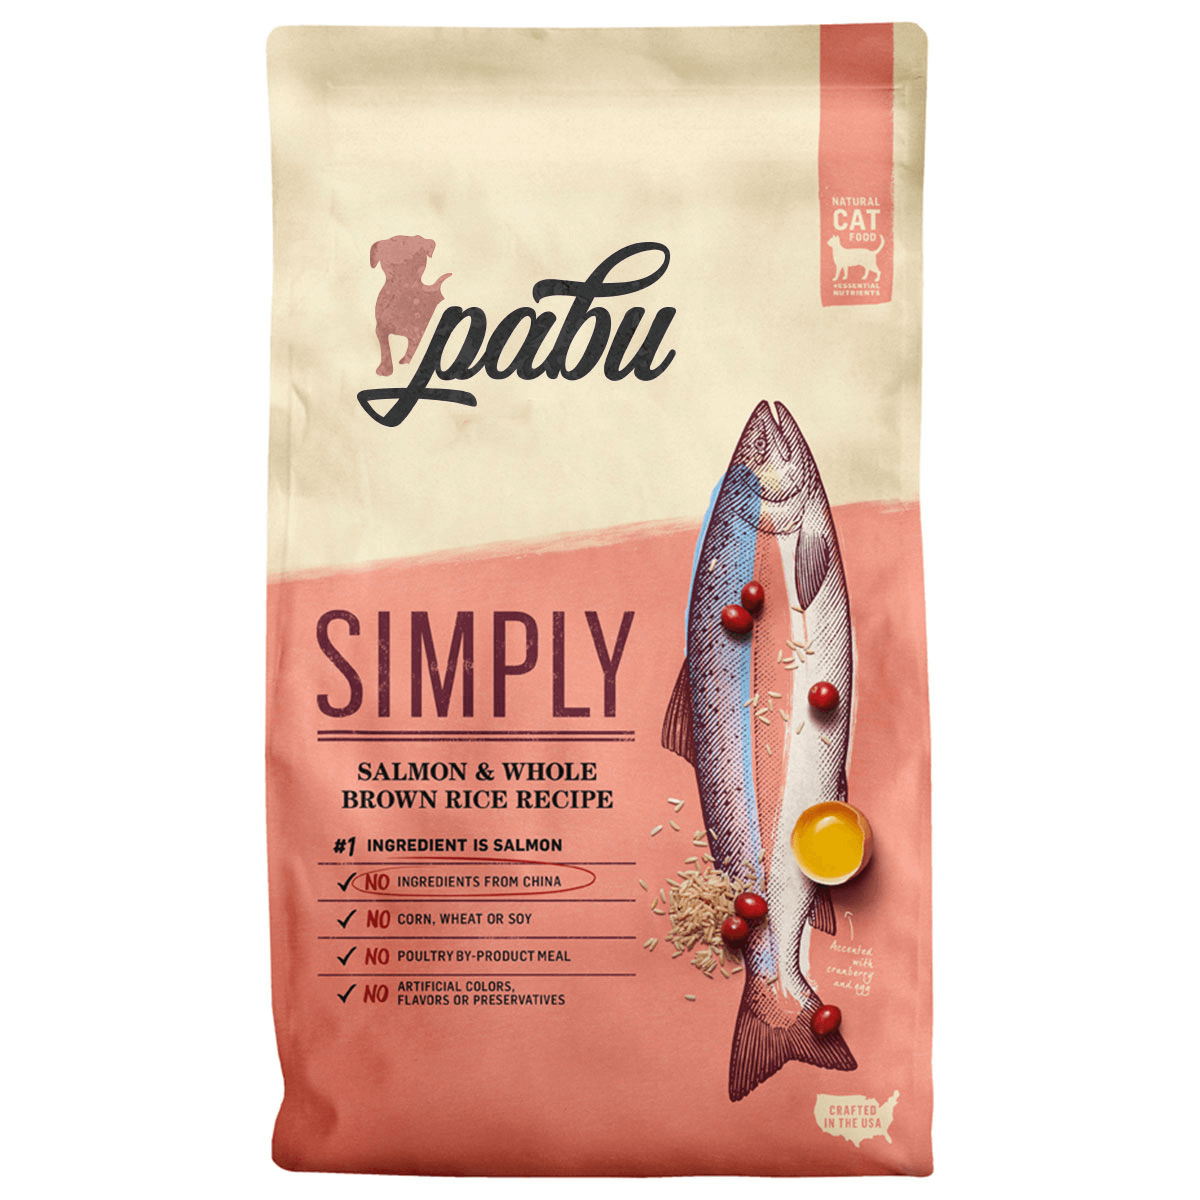 NATURAL
CAT
FOOD
+ESSENTIAL
NUTRIENTS
pabu
SIMPLY
SALMON & WHOLE
BROWN RICE RECIPE
#1 INGREDIENT IS SALMON
NO INGREDIENTS FROM CHINA
NO CORN, WHEAT OR SOY
NO POULTRY BY-PRODUCT MEAL
NO ARTIFICIAL COLORS,
FLAVORS OR PRESERVATIVES
Accented
with
cranberry
and egg
CRAFTED
IN THE USA